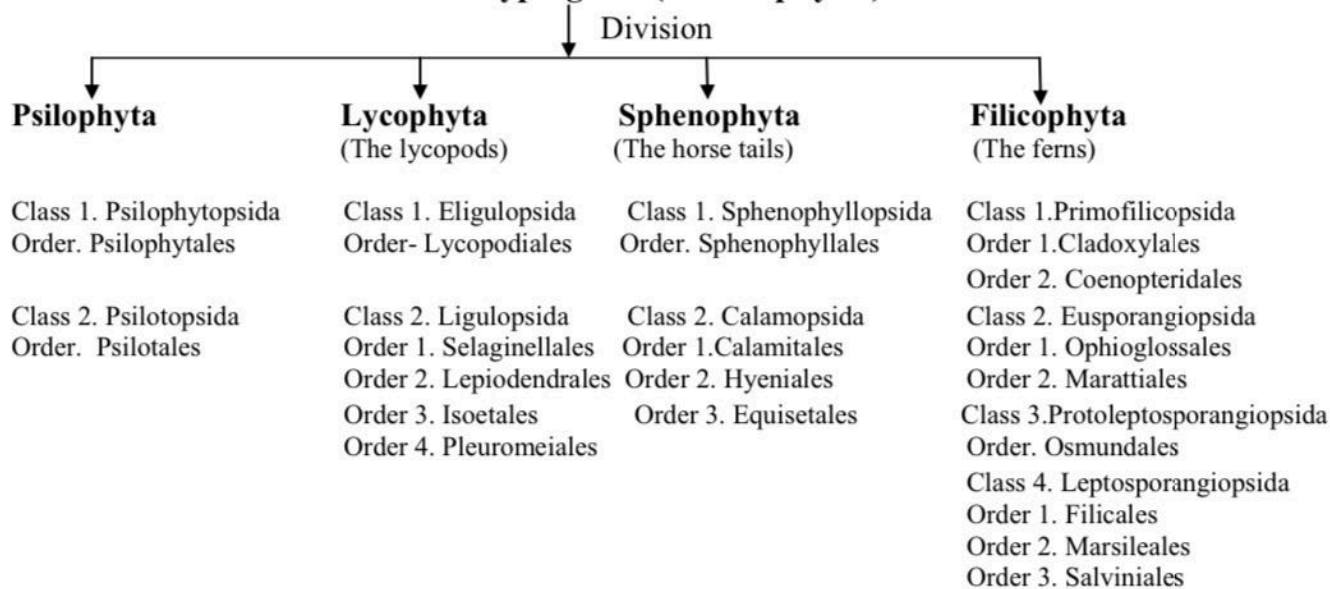 Division
Psilophyta
Lycophyta
(The lycopods)
Sphenophyta
(The horse tails)
Filicophyta
(The ferns)
Class 1. Psilophytopsida
Order. Psilophytales
Class 2. Psilotopsida
Order.  Psilotales
Class 1. Eligulopsida
Order- Lycopodiales
Class 2. Ligulopsida
Order 1. Selaginellales
Order 2. Lepiodendrales
Order 3. Isoetales
Order 4. Pleuromeiales
Class 1. Sphenophyllopsida
Order. Sphenophyllales
Class 2. Calamopsida
Order 1.Calamitales
Order 2. Hyeniales
Order 3. Equisetales
Class 1.Primofilicopsida
Order 1.Cladoxylales
Order 2. Coenopteridales
Class 2. Eusporangiopsida
Order 1. Ophioglossales
Order 2. Marattiales
Class 3.Protoleptosporangiopsida
Order. Osmundales
Class 4. Leptosporangiopsida
Order 1. Filicales
Order 2. Marsileales
Order 3. Salviniales